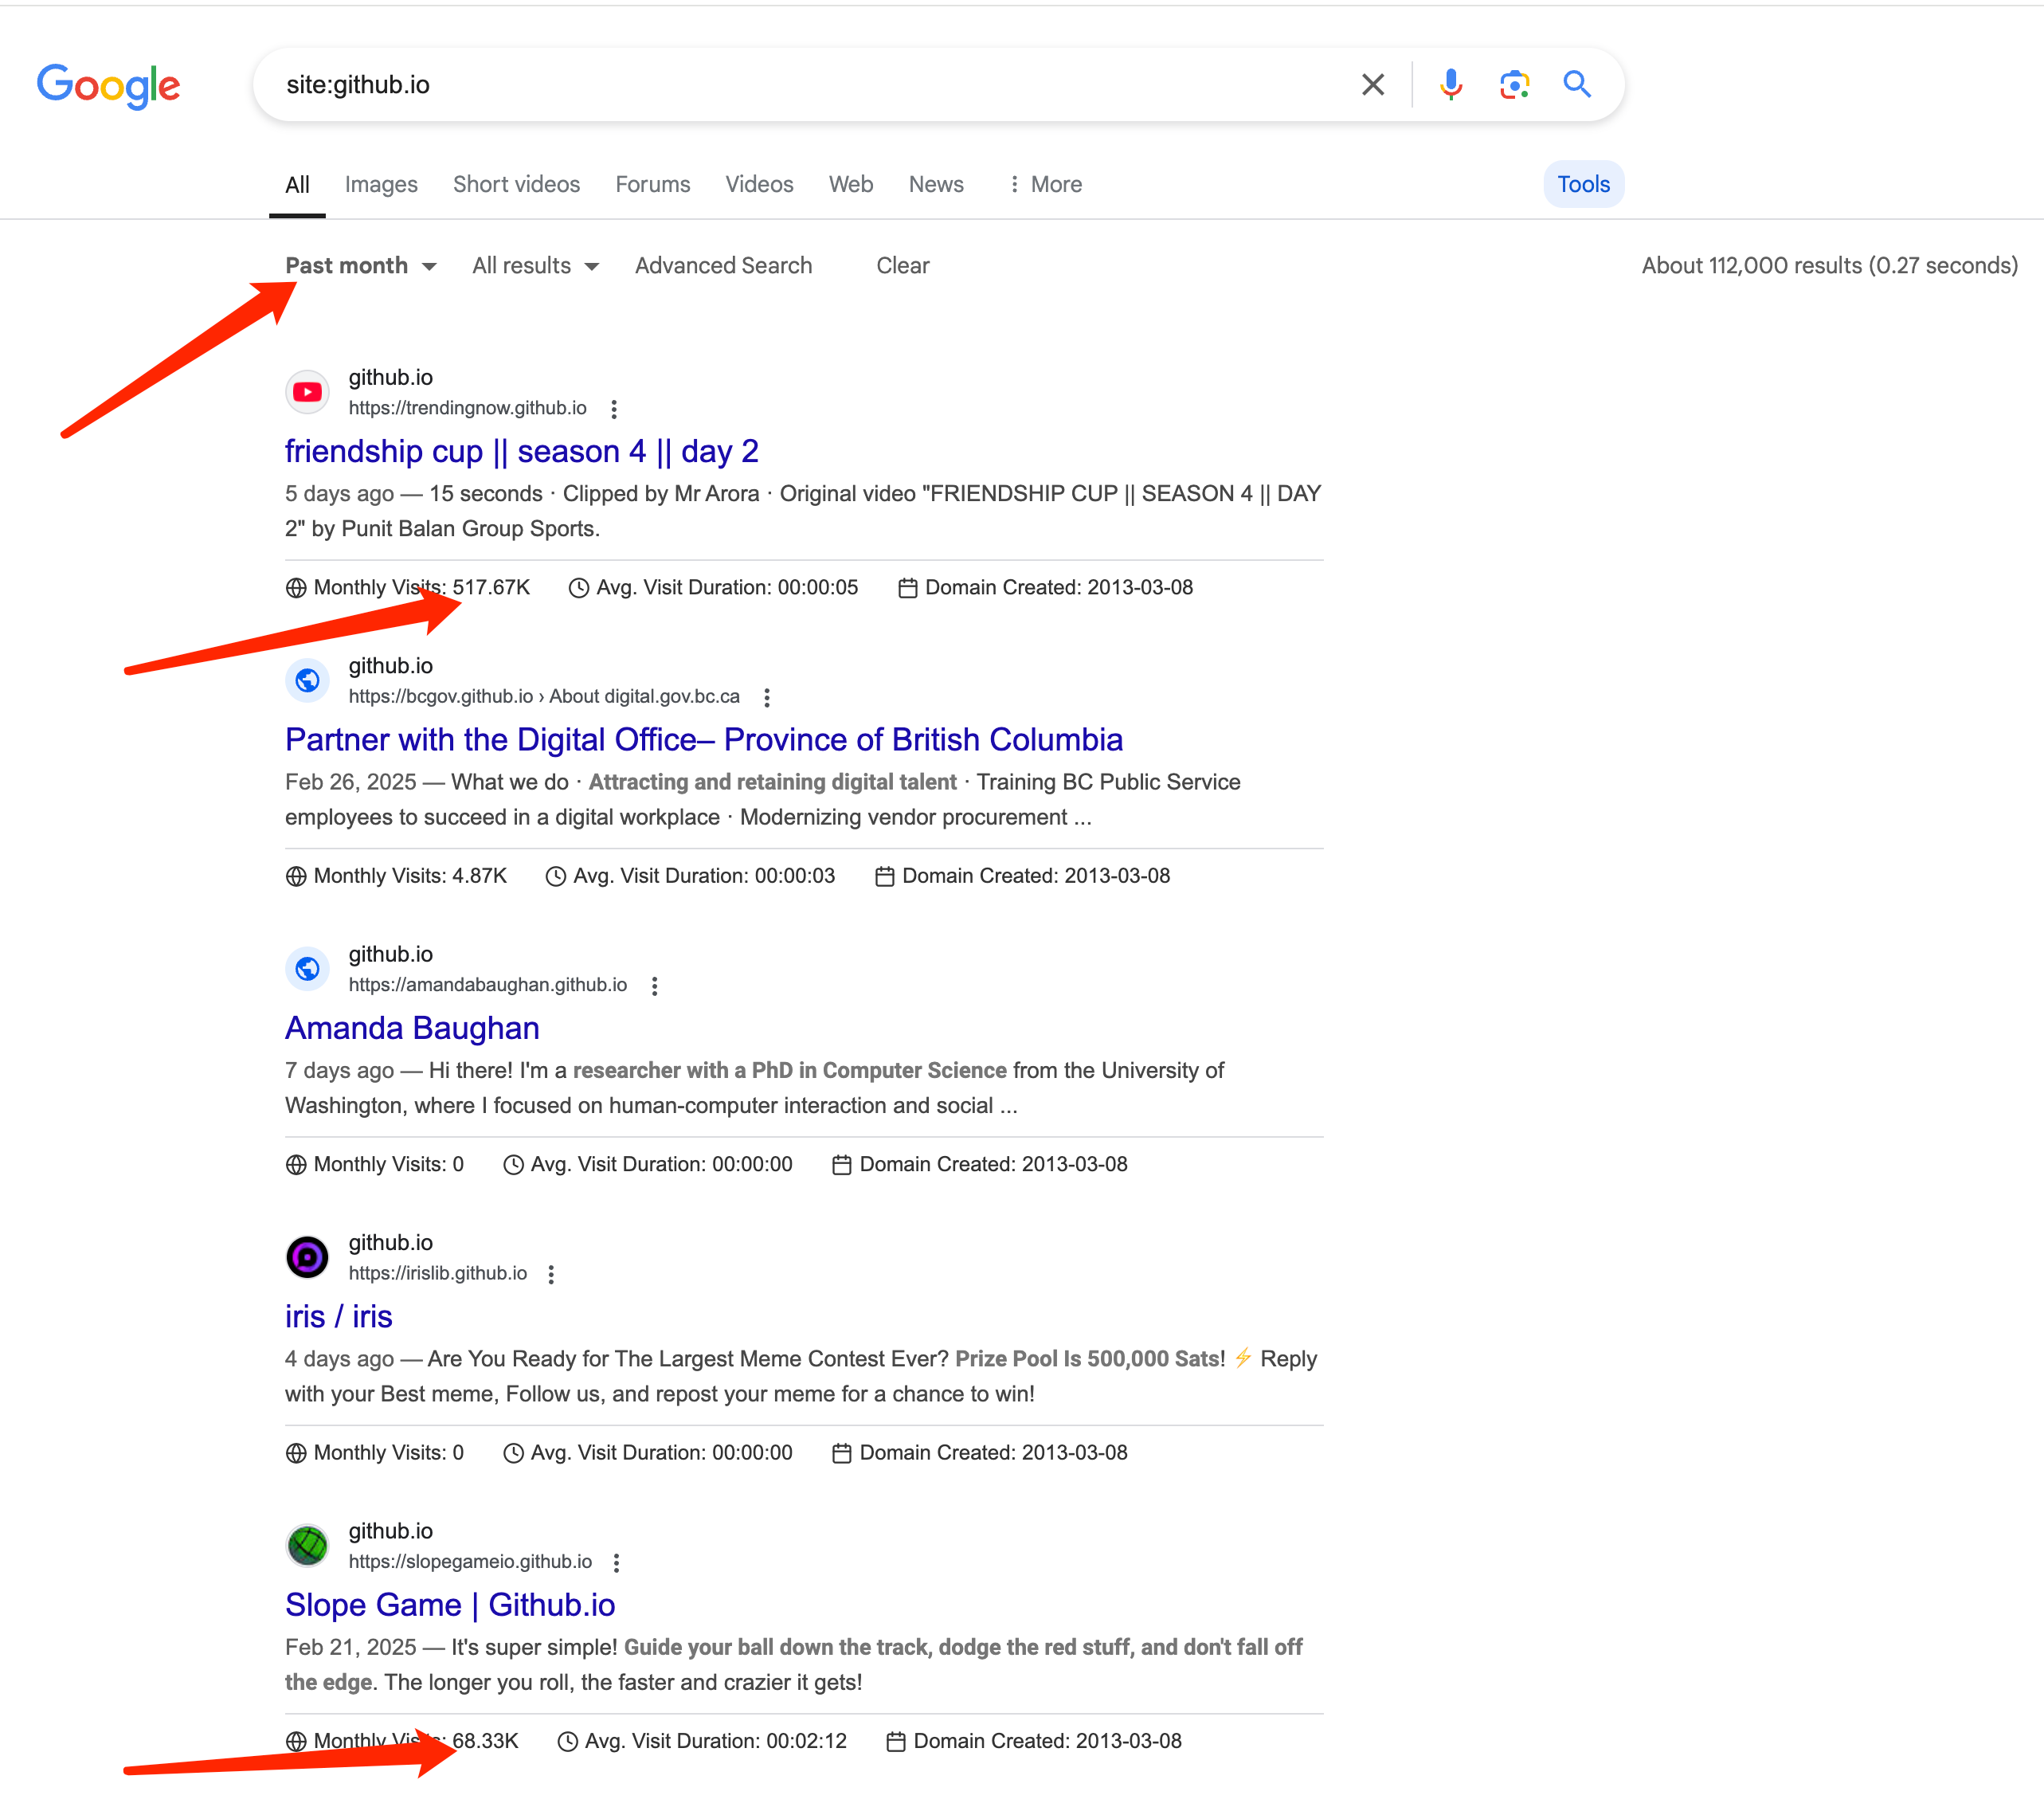 Google
site:github.io
All Images Short videos Forums Videos Web News More Tools
Past month All results Advanced Search Clear About 112,000 results (0.27 seconds)
github.io
https://trendingnow.github.io
friendship cup || season 4 || day 2
5 days ago — 15 seconds · Clipped by Mr Arora · Original video "FRIENDSHIP CUP || SEASON 4 || DAY
2" by Punit Balan Group Sports.
Monthly Visits: 517.67K Avg. Visit Duration: 00:00:05 Domain Created: 2013-03-08
github.io
https://bcgov.github.io › About digital.gov.bc.ca
Partner with the Digital Office– Province of British Columbia
Feb 26, 2025 — What we do · Attracting and retaining digital talent · Training BC Public Service
employees to succeed in a digital workplace · Modernizing vendor procurement ...
Monthly Visits: 4.87K Avg. Visit Duration: 00:00:03 Domain Created: 2013-03-08
github.io
https://amandabaughan.github.io
Amanda Baughan
7 days ago — Hi there! I'm a researcher with a PhD in Computer Science from the University of
Washington, where I focused on human-computer interaction and social ...
Monthly Visits: 0 Avg. Visit Duration: 00:00:00 Domain Created: 2013-03-08
github.io
https://irislib.github.io
iris / iris
4 days ago — Are You Ready for The Largest Meme Contest Ever? Prize Pool Is 500,000 Sats! ⚡ Reply
with your Best meme, Follow us, and repost your meme for a chance to win!
Monthly Visits: 0 Avg. Visit Duration: 00:00:00 Domain Created: 2013-03-08
github.io
https://slopegameio.github.io
Slope Game | Github.io
Feb 21, 2025 — It's super simple! Guide your ball down the track, dodge the red stuff, and don't fall off
the edge. The longer you roll, the faster and crazier it gets!
Monthly Visits: 68.33K Avg. Visit Duration: 00:02:12 Domain Created: 2013-03-08